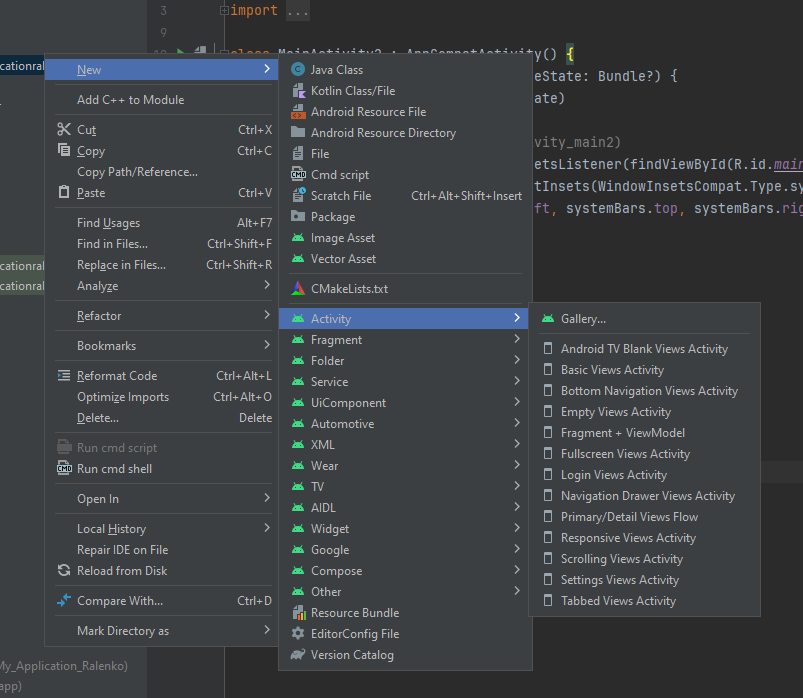 3
import ...
9
class MainActivity2 : AppCompatActivity() {
eState: Bundle?) {
ate)
vity_main2)
etsListener(findViewById(R.id.main
tInsets(WindowInsetsCompat.Type.sy
ft, systemBars.top, systemBars.rig
cationral
cationral
cationral
My_Application_Ralenko)
app)
New
Add C++ to Module
Cut Ctrl+X
Copy Ctrl+C
Copy Path/Reference...
Paste Ctrl+V
Find Usages Alt+F7
Find in Files... Ctrl+Shift+F
Replace in Files... Ctrl+Shift+R
Analyze
Refactor
Bookmarks
Reformat Code Ctrl+Alt+L
Optimize Imports Ctrl+Alt+O
Delete... Delete
Run cmd script
CMD Run cmd shell
Open In
Local History
Repair IDE on File
Reload from Disk
Compare With... Ctrl+D
Mark Directory as
Java Class
Kotlin Class/File
Android Resource File
Android Resource Directory
File
CMD Cmd script
Scratch File Ctrl+Alt+Shift+Insert
Package
Image Asset
Vector Asset
CMakeLists.txt
Activity
Fragment
Folder
Service
UiComponent
Automotive
XML
Wear
TV
AIDL
Widget
Google
Compose
Other
Resource Bundle
EditorConfig File
Version Catalog
Gallery...
Android TV Blank Views Activity
Basic Views Activity
Bottom Navigation Views Activity
Empty Views Activity
Fragment + ViewModel
Fullscreen Views Activity
Login Views Activity
Navigation Drawer Views Activity
Primary/Detail Views Flow
Responsive Views Activity
Scrolling Views Activity
Settings Views Activity
Tabbed Views Activity